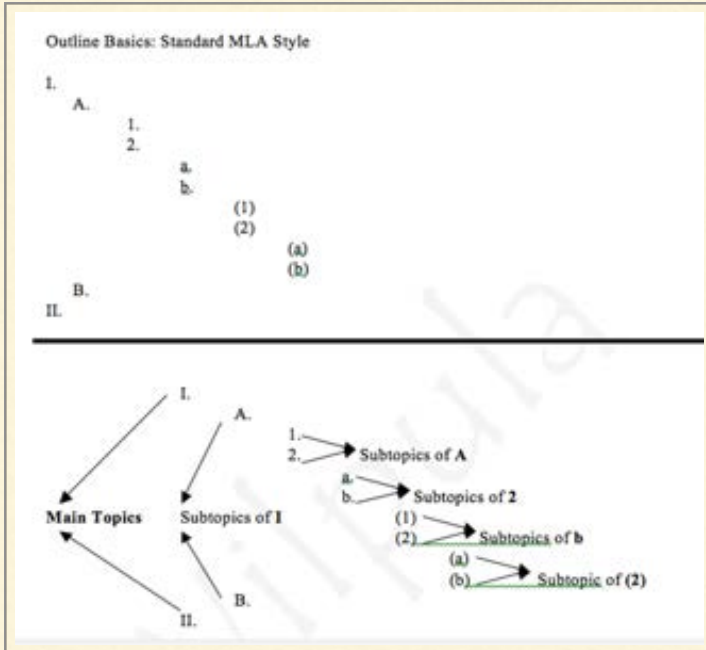 Outline Basics: Standard MLA Style
I.
A.
1.
2.
a.
b.
(1)
(2)
(a)
(b)
B.
II.
I.
A.
1.
2.
Subtopics of A
a.
b.
Subtopics of 2
Main Topics
Subtopics of I
(1)
(2)
Subtopics of b
(a)
(b)
Subtopic of (2)
B.
II.